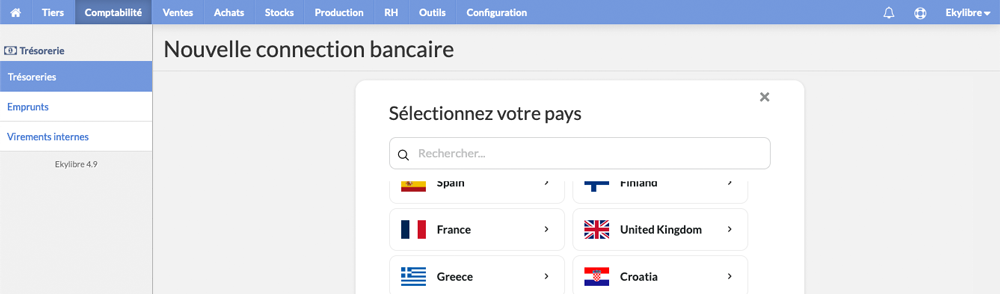 Tiers Comptabilité Ventes Achats Stocks Production RH Outils Configuration Ekylibre
Trésorerie
Nouvelle connection bancaire
Trésoreries
Emprunts
Virements internes
Ekylibre 4.9
Sélectionnez votre pays
Rechercher...
Spain Finland
France United Kingdom
Greece Croatia